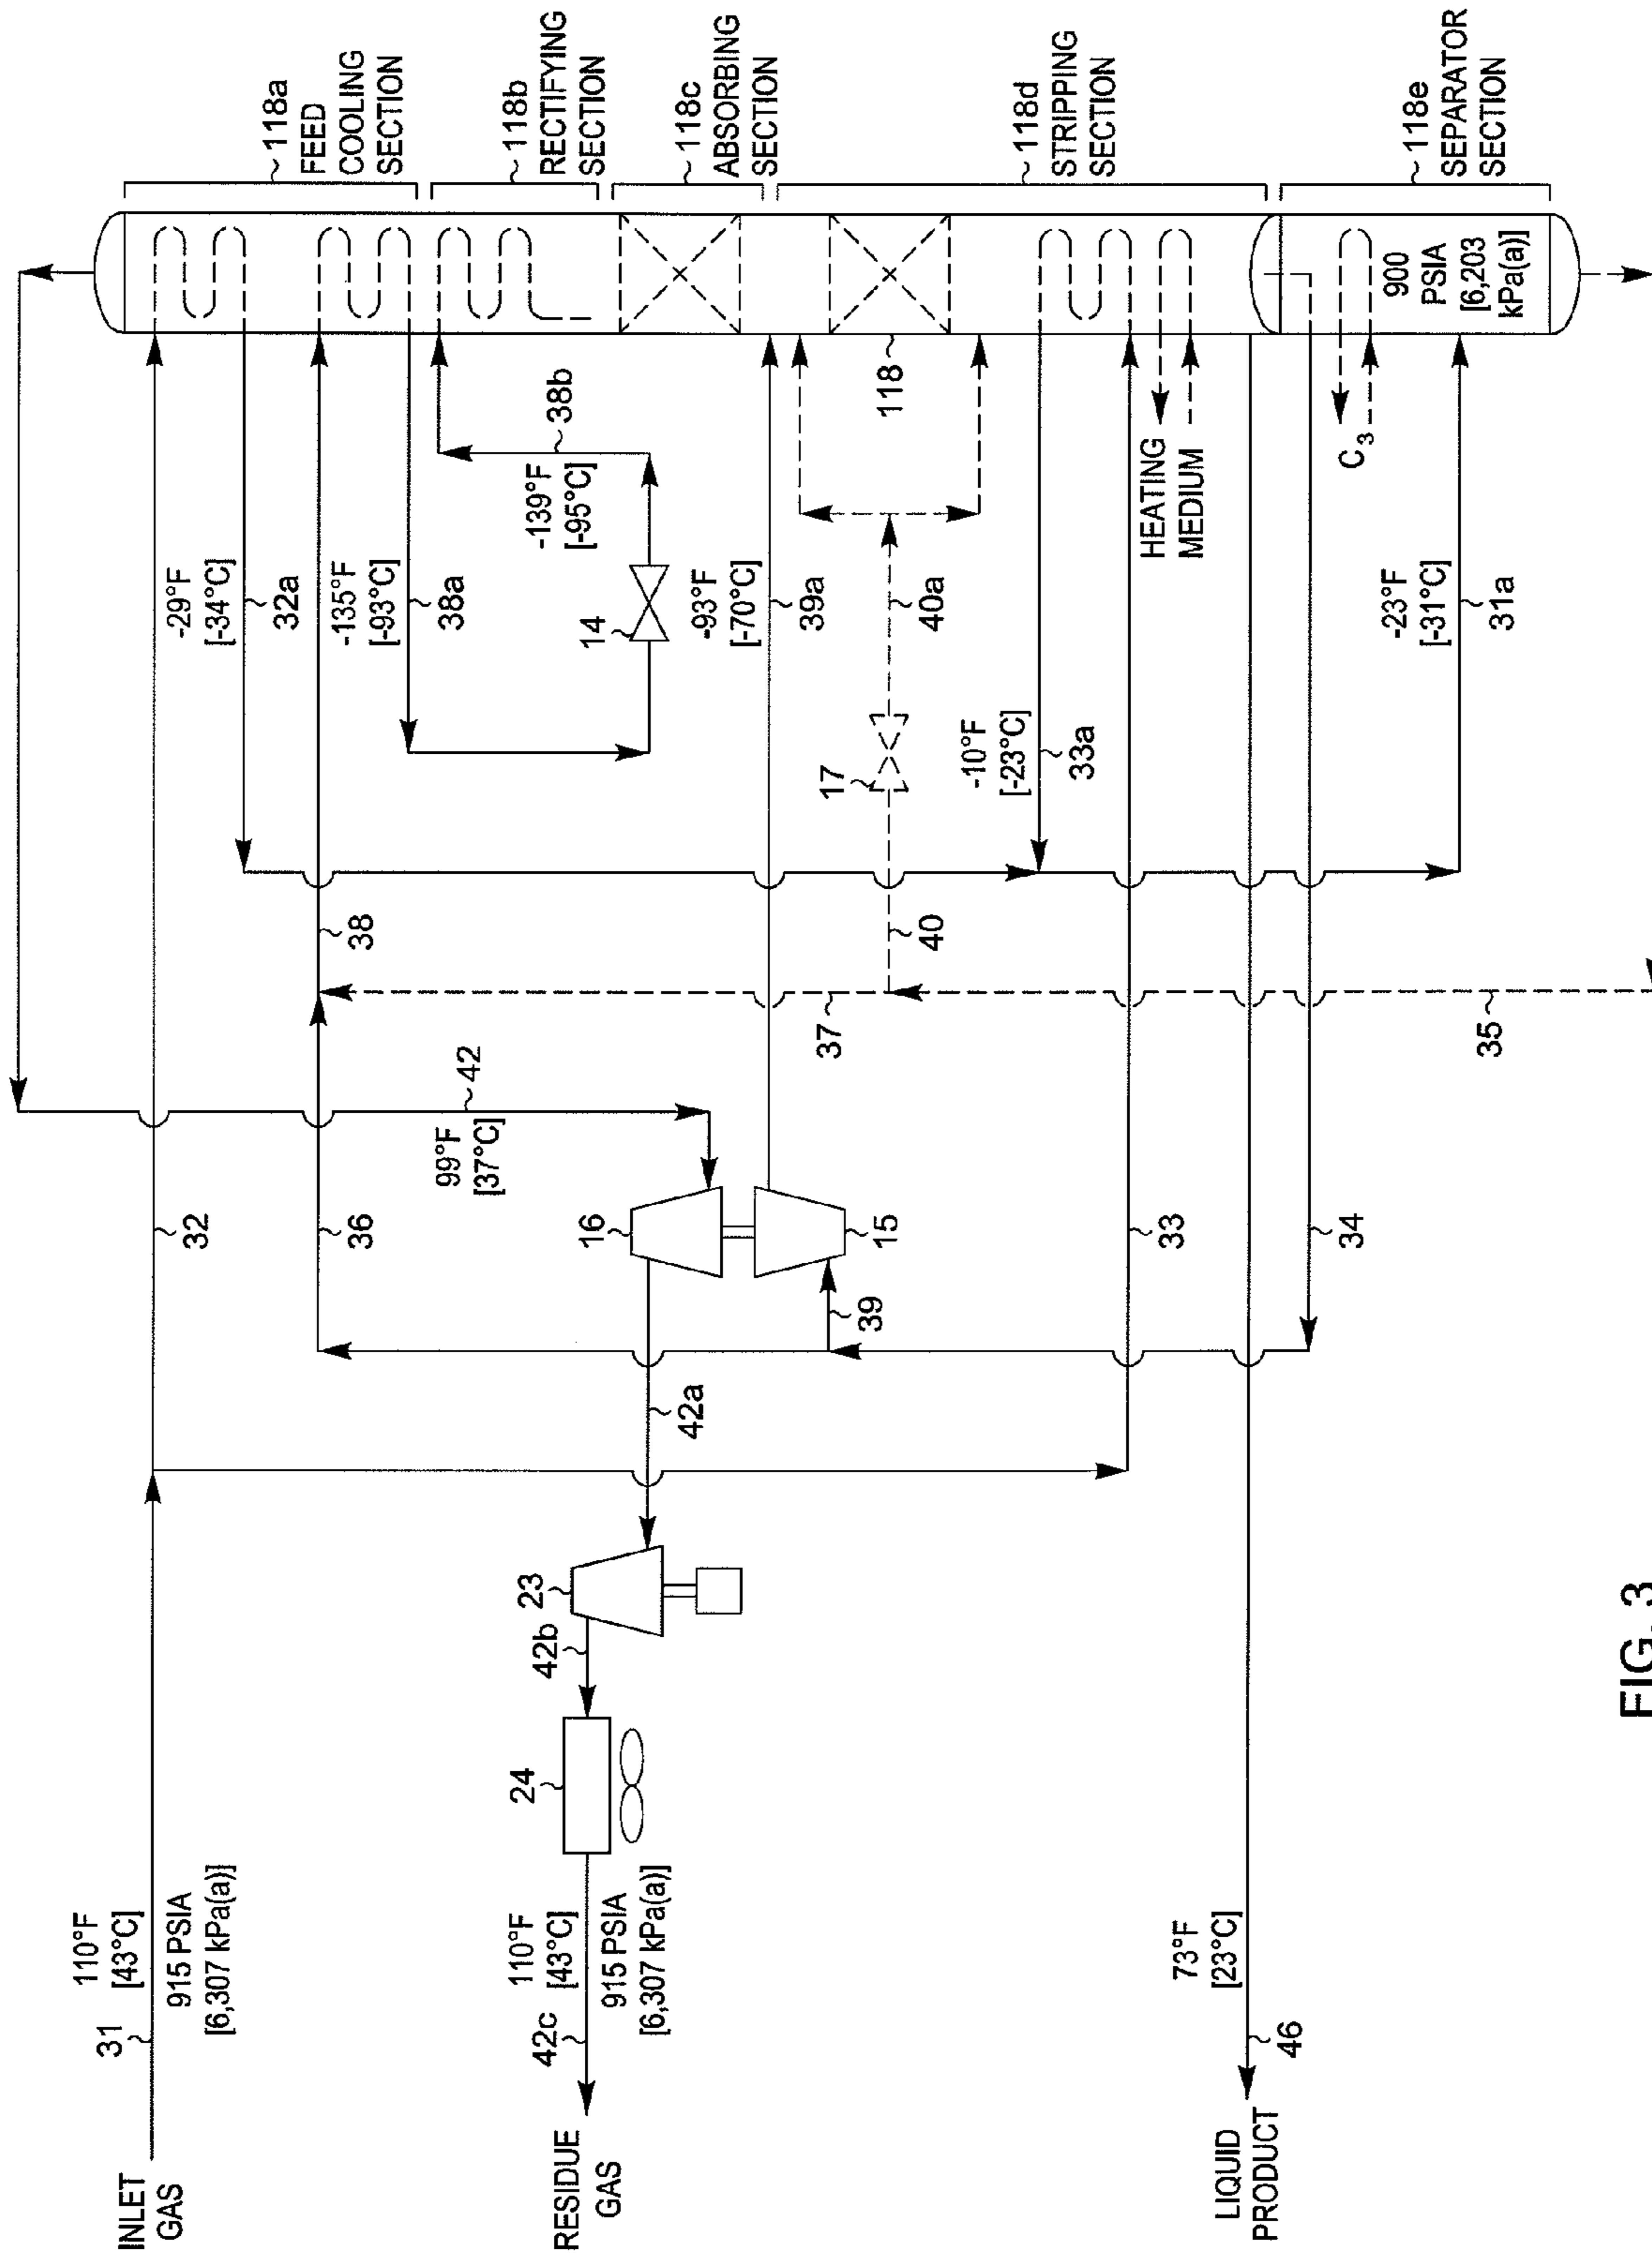 INLET
GAS
31
110°F
[43°C]
915 PSIA
[6,307 kPa(a)]
32
-29°F
[-34°C]
32a
118a
FEED
COOLING
SECTION
118b
RECTIFYING
SECTION
118c
ABSORBING
SECTION
118d
STRIPPING
SECTION
118e
SEPARATOR
SECTION
42
99°F
[37°C]
36
38
-135°F
[-93°C]
38a
14
-139°F
[-95°C]
38b
RESIDUE
GAS
42c
110°F
[43°C]
915 PSIA
[6,307 kPa(a)]
24
42b
23
42a
16
15
39
-93°F
[-70°C]
39a
37
40
17
40a
118
-10°F
[-23°C]
33a
33
HEATING
MEDIUM
LIQUID
PRODUCT
46
73°F
[23°C]
34
C3
900
PSIA
[6,203
kPa(a)]
-23°F
[-31°C]
31a
35
FIG. 3